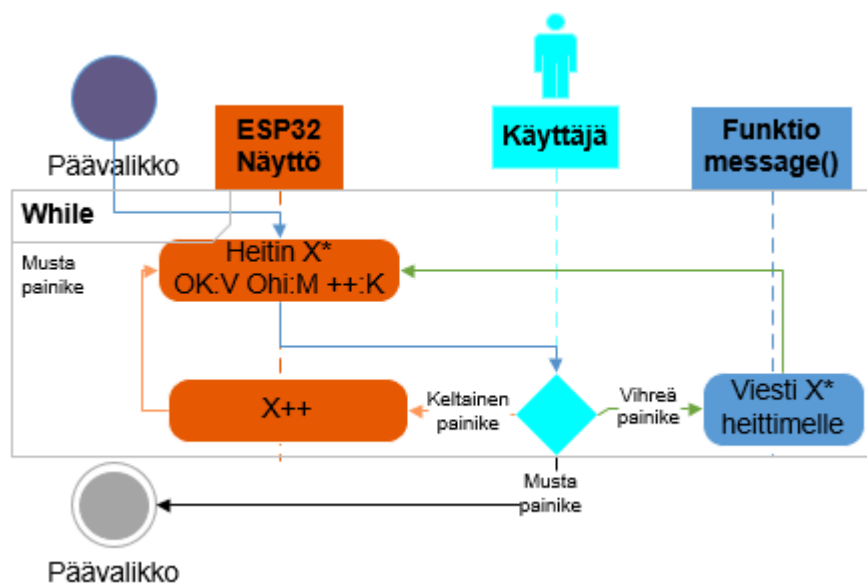 Päävalikko
ESP32
Näyttö
Käyttäjä
Funktio
message()
While
Musta
painike
Heitin X*
OK:V Ohi:M ++:K
X++
Keltainen
painike
Vihreä
painike
Viesti X*
heittimelle
Musta
painike
Päävalikko